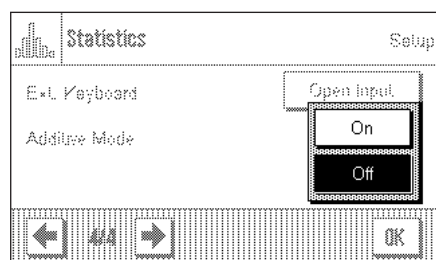 Statistics
Setup
Ext. Keyboard
Open Input
Additive Mode
On
Off
4/4
OK